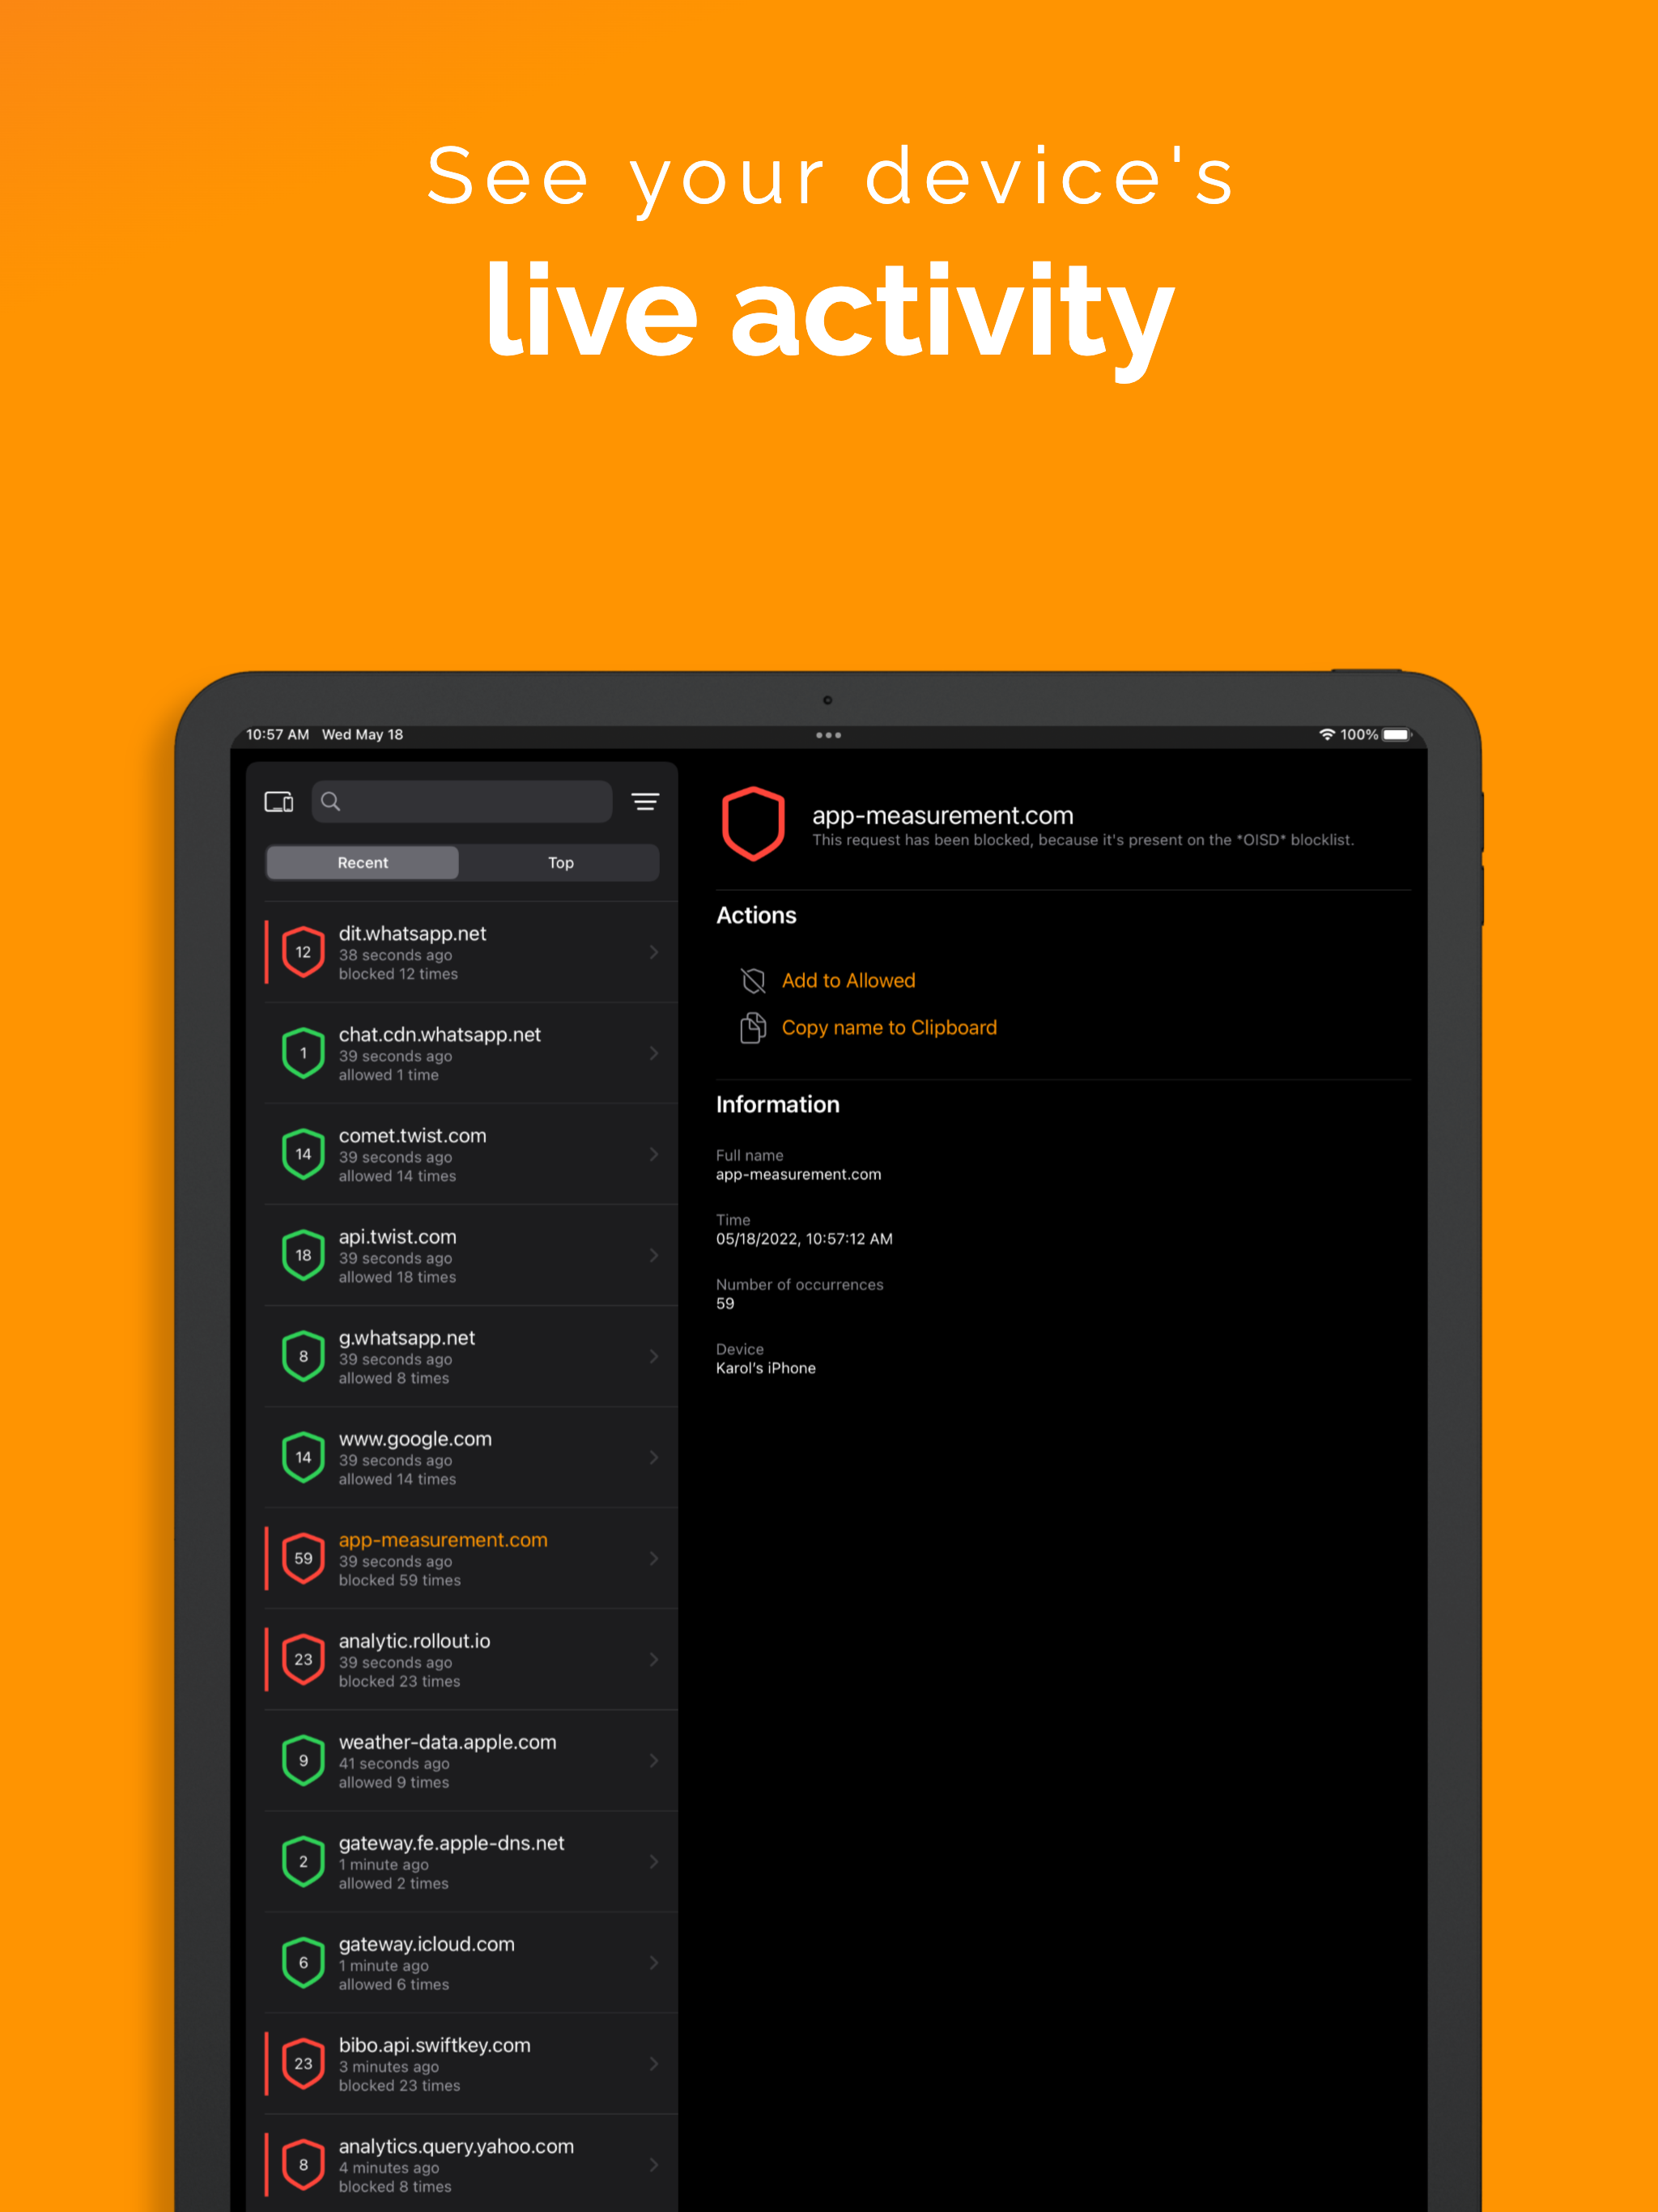 See your device's
live activity
10:57 AM Wed May 18
100%
Recent
Top
12
dit.whatsapp.net
38 seconds ago
blocked 12 times
1
chat.cdn.whatsapp.net
39 seconds ago
allowed 1 time
14
comet.twist.com
39 seconds ago
allowed 14 times
18
api.twist.com
39 seconds ago
allowed 18 times
8
g.whatsapp.net
39 seconds ago
allowed 8 times
14
www.google.com
39 seconds ago
allowed 14 times
59
app-measurement.com
39 seconds ago
blocked 59 times
23
analytic.rollout.io
39 seconds ago
blocked 23 times
9
weather-data.apple.com
41 seconds ago
allowed 9 times
2
gateway.fe.apple-dns.net
1 minute ago
allowed 2 times
6
gateway.icloud.com
1 minute ago
allowed 6 times
23
bibo.api.swiftkey.com
3 minutes ago
blocked 23 times
8
analytics.query.yahoo.com
4 minutes ago
blocked 8 times
app-measurement.com
This request has been blocked, because it's present on the *OISD* blocklist.
Actions
Add to Allowed
Copy name to Clipboard
Information
Full name
app-measurement.com
Time
05/18/2022, 10:57:12 AM
Number of occurrences
59
Device
Karol's iPhone